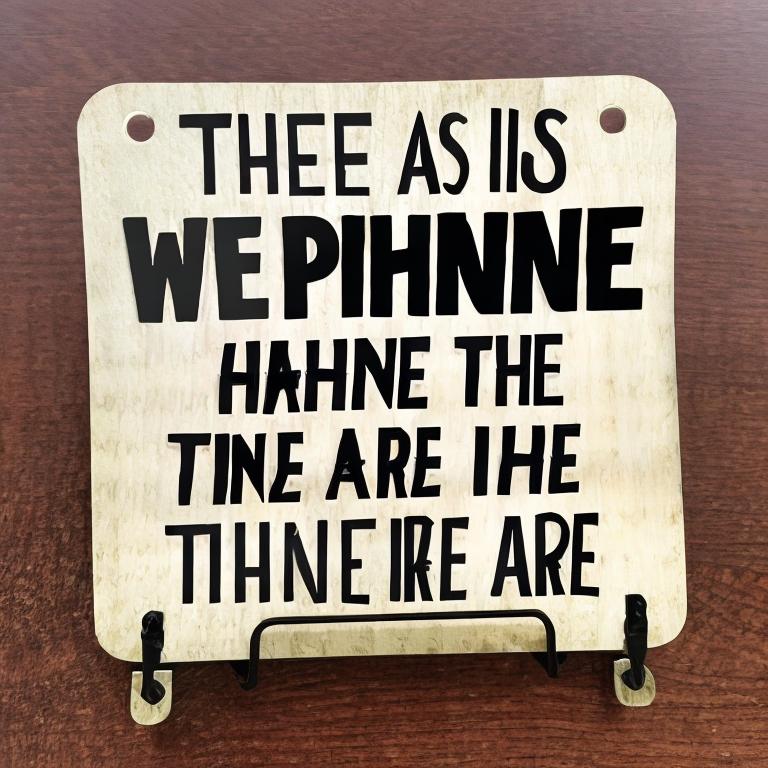 THEE AS IIS
WEPIHNNE
HAHNE THE
TINE ARE IHE
TIHNE IRE ARE